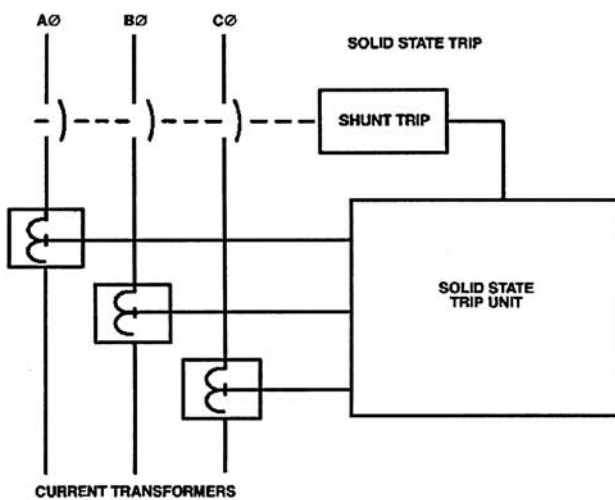 AØ BØ CØ
SOLID STATE TRIP
SHUNT TRIP
SOLID STATE
TRIP UNIT
CURRENT TRANSFORMERS